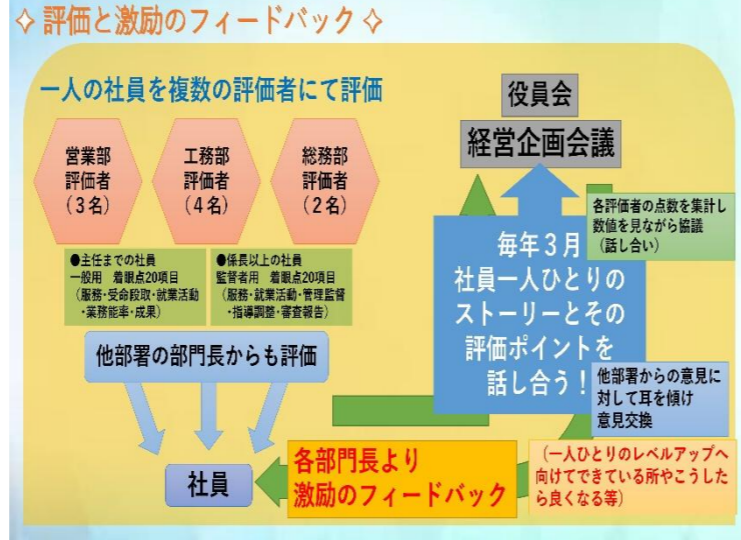 ✧ 評価と激励のフィードバック ✧
一人の社員を複数の評価者にて評価
営業部
評価者
(3名)
工務部
評価者
(4名)
総務部
評価者
(2名)
●主任までの社員
一般用 着眼点20項目
(服務・受命段取・就業活動
・業務能率・成果)
●係長以上の社員
監督者用 着眼点20項目
(服務・就業活動・管理監督
・指導調整・審査報告)
他部署の部門長からも評価
社員
役員会
経営企画会議
各評価者の点数を集計し
数値を見ながら協議
(話し合い)
毎年3月
社員一人ひとりの
ストーリーとその
評価ポイントを
話し合う!
他部署からの意見に
対して耳を傾け
意見交換
各部門長より
激励のフィードバック
(一人ひとりのレベルアップへ
向けてできている所やこうした
ら良くなる等)